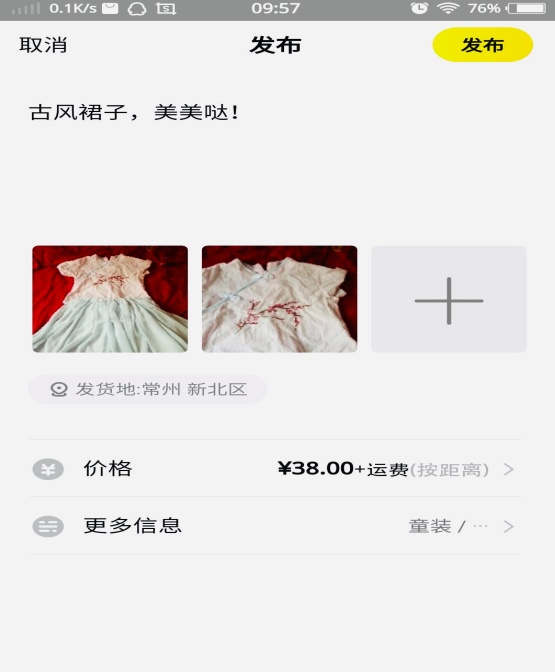 0.1K/s 09:57 76%
取消 发布 发布
古风裙子，美美哒！
发货地:常州 新北区
价格 ¥38.00+运费(按距离)
更多信息 童装 / ···